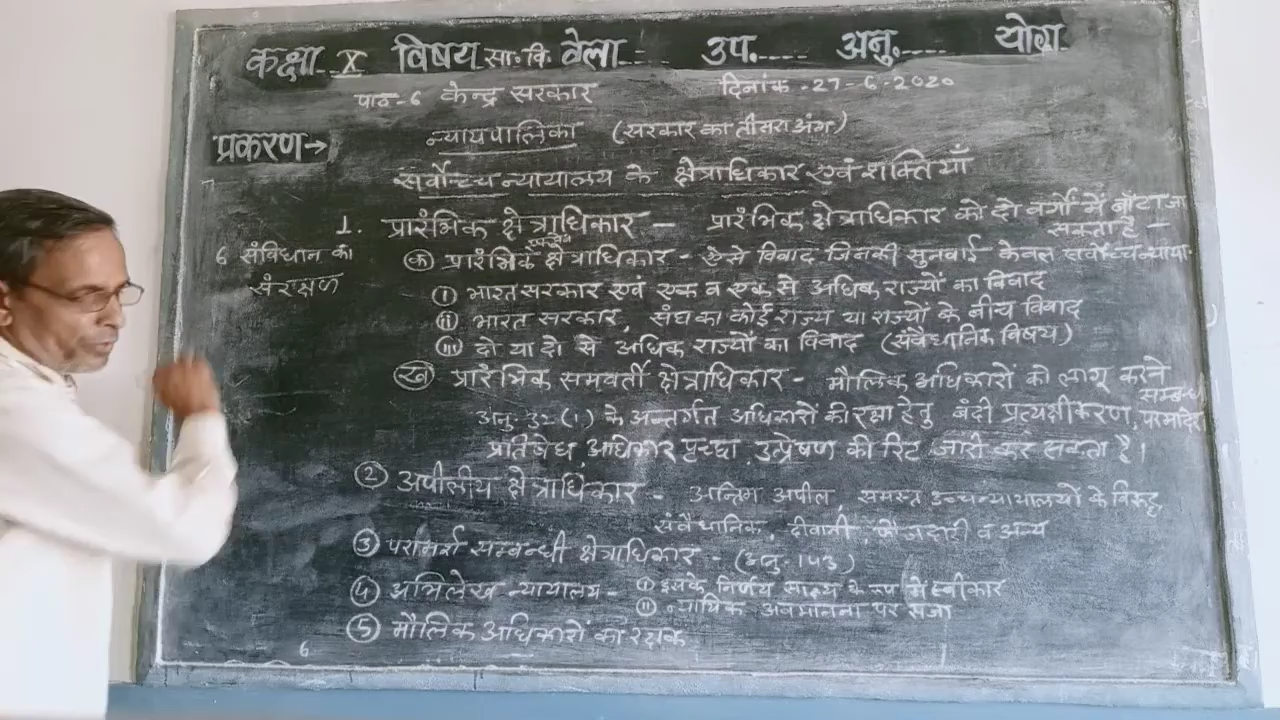 कक्षा..X विषय सा. वि. वेला.... उप..... अनु..... योग
पाठ-6 केन्द्र सरकार दिनांक.27-6-2020
प्रकरण→ न्यायपालिका (सरकार का तीसरा अंग)
सर्वोच्च न्यायालय के क्षेत्राधिकार एवं शक्तियाँ
1. प्रारंभिक क्षेत्राधिकार — प्रारंभिक क्षेत्राधिकार को दो वर्गों में बाँटा जा
सकता है —
(क) प्रारंभिक क्षेत्राधिकार - ऐसे विवाद जिनकी सुनवाई केवल सर्वोच्च न्याया.
(i) भारत सरकार एवं एक व एक से अधिक राज्यों का विवाद
(ii) भारत सरकार, संघ का कोई राज्य या राज्यों के बीच विवाद
(iii) दो या दो से अधिक राज्यों का विवाद (संवैधानिक विषय)
(ख) प्रारंभिक समवर्ती क्षेत्राधिकार - मौलिक अधिकारों को लागू करने
सम्बन्धी
अनु. 32(1) के अन्तर्गत अधिकारों की रक्षा हेतु बंदी प्रत्यक्षीकरण, परमादेश
प्रतिषेध, अधिकार पृच्छा, उत्प्रेषण की रिट जारी कर सकता है।
(2) अपीलीय क्षेत्राधिकार - अन्तिम अपील, समस्त उच्च न्यायालयों के विरुद्ध,
संवैधानिक, दीवानी, फौजदारी व अन्य
(3) परामर्श सम्बन्धी क्षेत्राधिकार - (अनु. 143)
(4) अभिलेख न्यायालय - (i) इसके निर्णय साक्ष्य के रूप में स्वीकार
(ii) न्यायिक अवमानना पर सजा
(5) मौलिक अधिकारों का रक्षक
6 संविधान का
संरक्षण
6